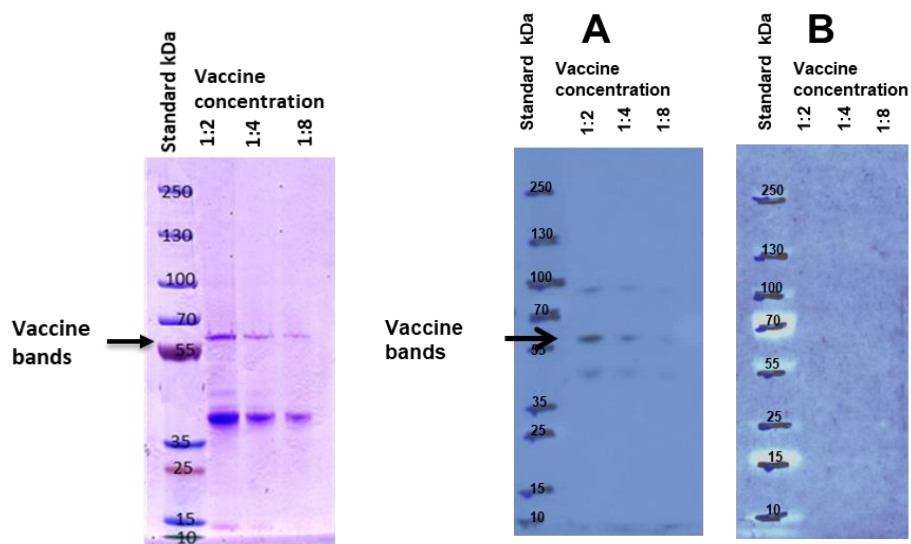 Standard kDa
Vaccine
concentration
1:2
1:4
1:8
250
130
100
70
55
35
25
15
10
Vaccine
bands
A
Standard kDa
Vaccine
concentration
1:2
1:4
1:8
250
130
100
70
55
35
25
15
10
Vaccine
bands
B
Standard kDa
Vaccine
concentration
1:2
1:4
1:8
250
130
100
70
55
25
15
10